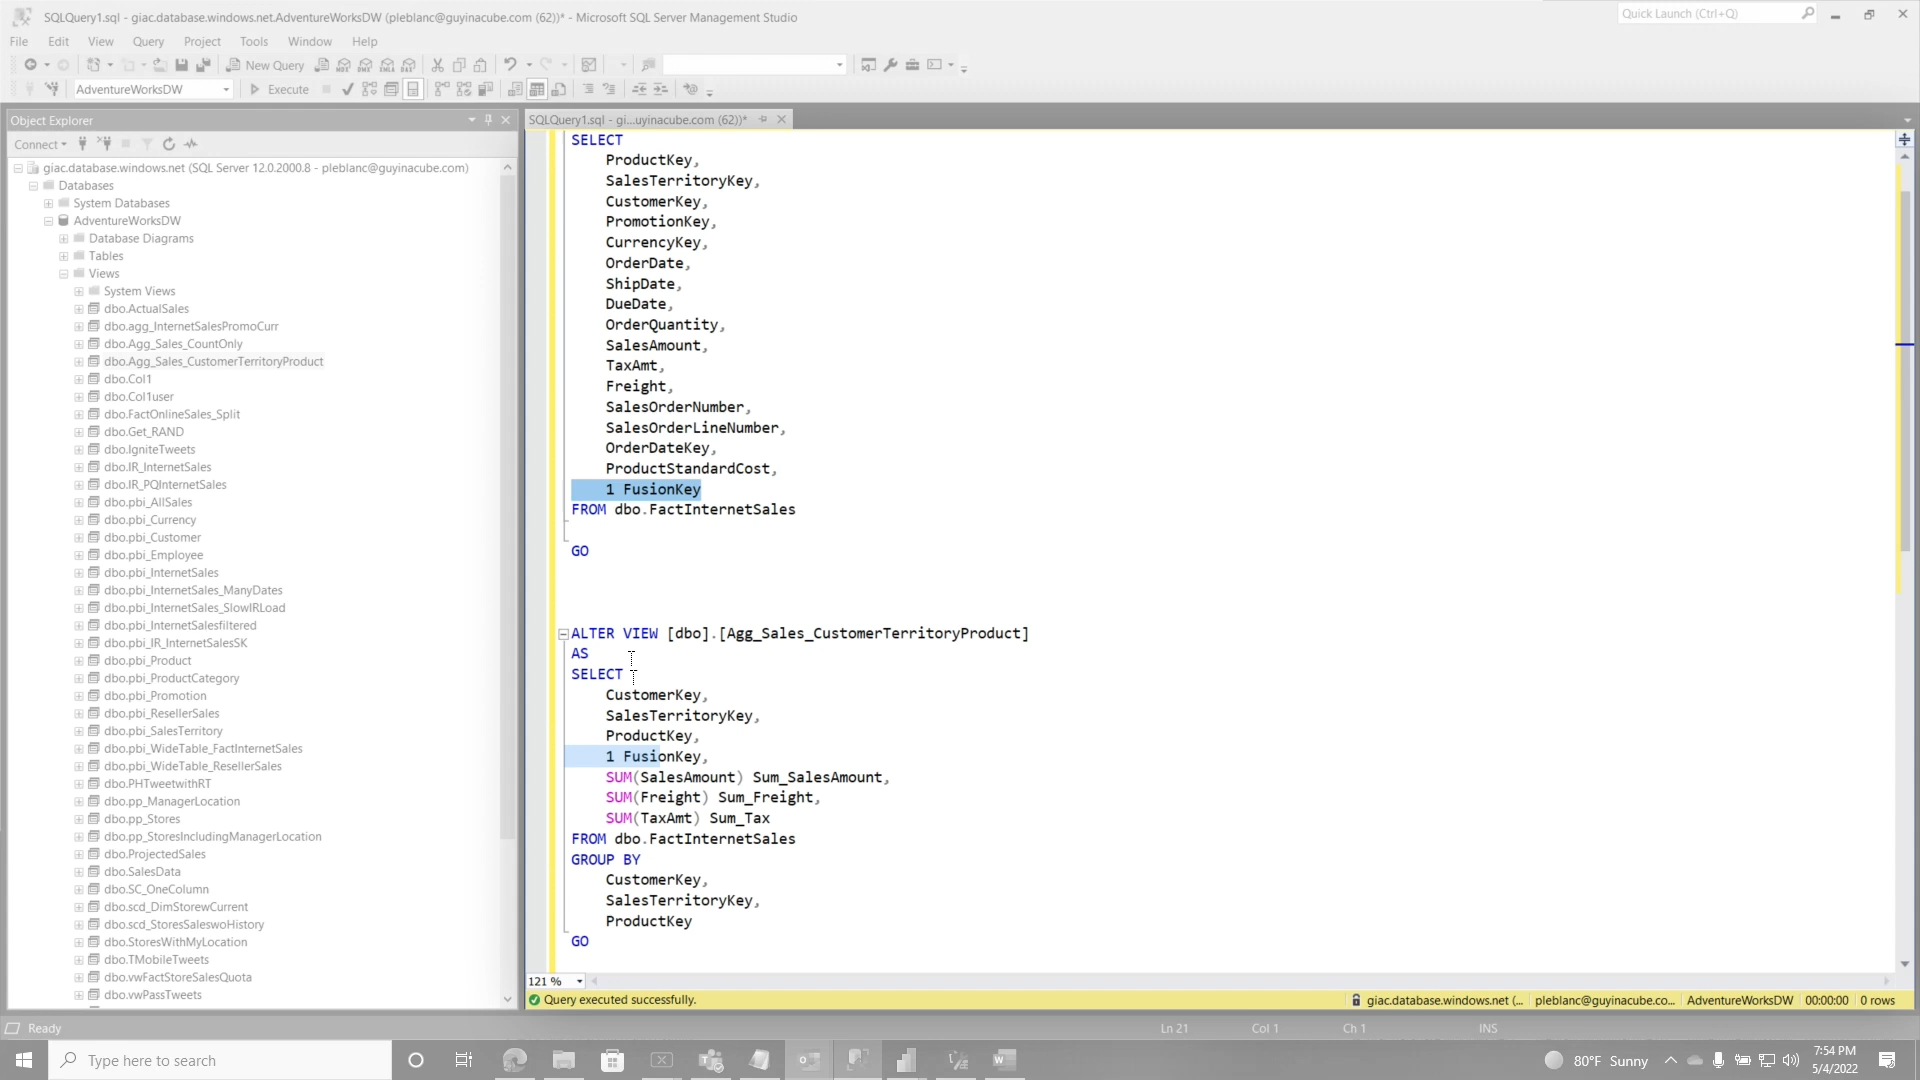 SQLQuery1.sql - giac.database.windows.net.AdventureWorksDW (pleblanc@guyinacube.com (62))* - Microsoft SQL Server Management Studio
Quick Launch (Ctrl+Q)
File Edit View Query Project Tools Window Help
New Query
AdventureWorksDW
Execute
Object Explorer
Connect
giac.database.windows.net (SQL Server 12.0.2000.8 - pleblanc@guyinacube.com)
Databases
System Databases
AdventureWorksDW
Database Diagrams
Tables
Views
System Views
dbo.ActualSales
dbo.agg_InternetSalesPromoCurr
dbo.Agg_Sales_CountOnly
dbo.Agg_Sales_CustomerTerritoryProduct
dbo.Col1
dbo.Col1user
dbo.FactOnlineSales_Split
dbo.Get_RAND
dbo.IgniteTweets
dbo.IR_InternetSales
dbo.IR_PQInternetSales
dbo.pbi_AllSales
dbo.pbi_Currency
dbo.pbi_Customer
dbo.pbi_Employee
dbo.pbi_InternetSales
dbo.pbi_InternetSales_ManyDates
dbo.pbi_InternetSales_SlowIRLoad
dbo.pbi_InternetSalesfiltered
dbo.pbi_IR_InternetSalesSK
dbo.pbi_Product
dbo.pbi_ProductCategory
dbo.pbi_Promotion
dbo.pbi_ResellerSales
dbo.pbi_SalesTerritory
dbo.pbi_WideTable_FactInternetSales
dbo.pbi_WideTable_ResellerSales
dbo.PHTweetwithRT
dbo.pp_ManagerLocation
dbo.pp_Stores
dbo.pp_StoresIncludingManagerLocation
dbo.ProjectedSales
dbo.SalesData
dbo.SC_OneColumn
dbo.scd_DimStorewCurrent
dbo.scd_StoresSaleswoHistory
dbo.StoresWithMyLocation
dbo.TMobileTweets
dbo.vwFactStoreSalesQuota
dbo.vwPassTweets
SQLQuery1.sql - gi...uyinacube.com (62))*
SELECT
ProductKey,
SalesTerritoryKey,
CustomerKey,
PromotionKey,
CurrencyKey,
OrderDate,
ShipDate,
DueDate,
OrderQuantity,
SalesAmount,
TaxAmt,
Freight,
SalesOrderNumber,
SalesOrderLineNumber,
OrderDateKey,
ProductStandardCost,
1 FusionKey
FROM dbo.FactInternetSales
GO
ALTER VIEW [dbo].[Agg_Sales_CustomerTerritoryProduct]
AS
SELECT
CustomerKey,
SalesTerritoryKey,
ProductKey,
1 FusionKey,
SUM(SalesAmount) Sum_SalesAmount,
SUM(Freight) Sum_Freight,
SUM(TaxAmt) Sum_Tax
FROM dbo.FactInternetSales
GROUP BY
CustomerKey,
SalesTerritoryKey,
ProductKey
GO
121 %
Query executed successfully.
giac.database.windows.net (... pleblanc@guyinacube.co... AdventureWorksDW 00:00:00 0 rows
Ready
Ln 21 Col 1 Ch 1 INS
Type here to search
80°F Sunny
7:54 PM
5/4/2022